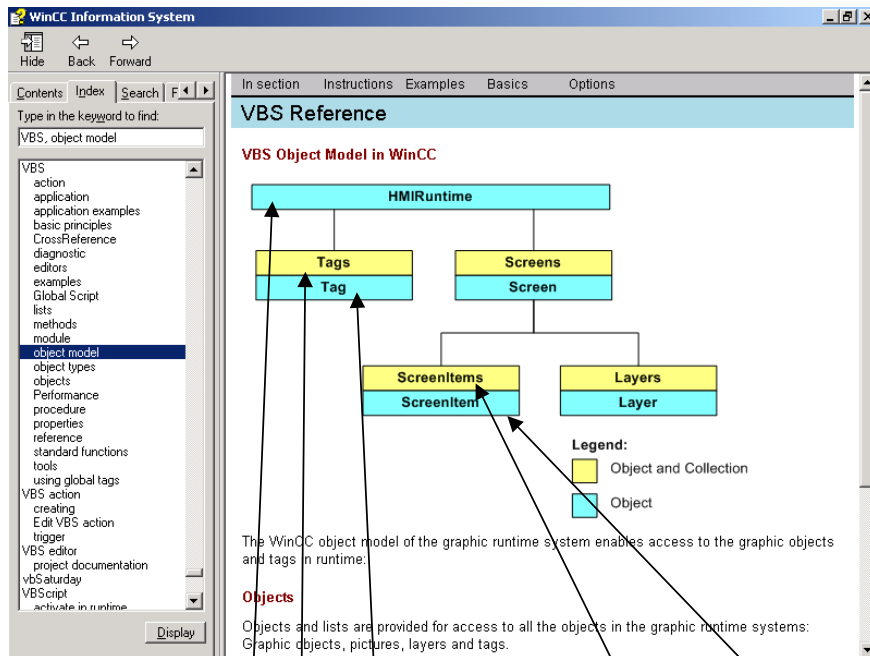 WinCC Information System
Hide Back Forward
Contents Index Search F
Type in the keyword to find:
VBS, object model
VBS
action
application
application examples
basic principles
CrossReference
diagnostic
editors
examples
Global Script
lists
methods
module
object model
object types
objects
Performance
procedure
properties
reference
standard functions
tools
using global tags
VBS action
creating
Edit VBS action
trigger
VBS editor
project documentation
vbSaturday
VBScript
activate in runtime
Display
In section Instructions Examples Basics Options
VBS Reference
VBS Object Model in WinCC
HMIRuntime
Tags
Tag
Screens
Screen
ScreenItems
ScreenItem
Layers
Layer
Legend:
Object and Collection
Object
The WinCC object model of the graphic runtime system enables access to the graphic objects
and tags in runtime:
Objects
Objects and lists are provided for access to all the objects in the graphic runtime systems:
Graphic objects, pictures, layers and tags.